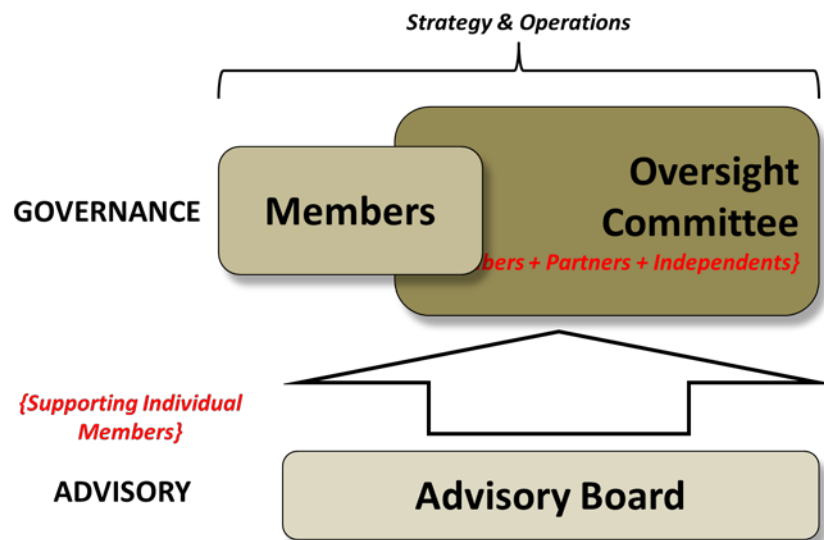 Strategy & Operations
GOVERNANCE
Members
Oversight
Committee
bers + Partners + Independents}
{Supporting Individual
Members}
ADVISORY
Advisory Board